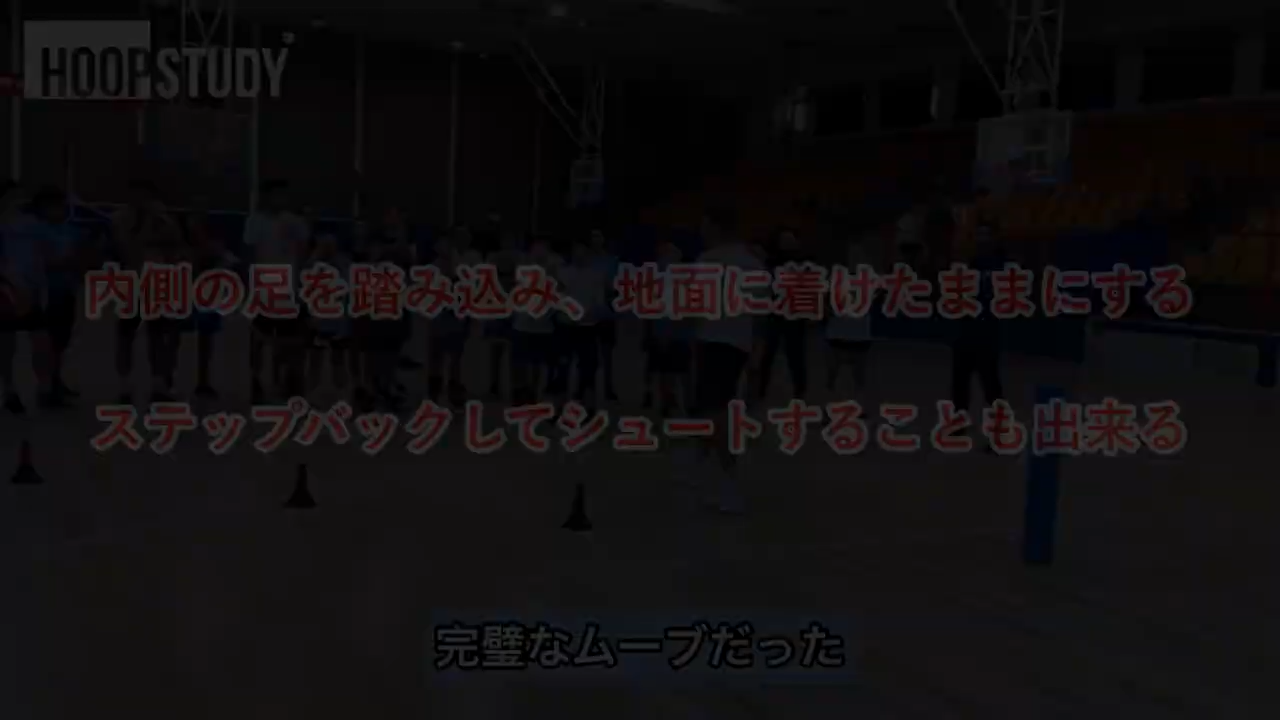 HOOPSTUDY
内側の足を踏み込み、地面に着けたままにする
ステップバックしてシュートすることも出来る
完璧なムーブだった